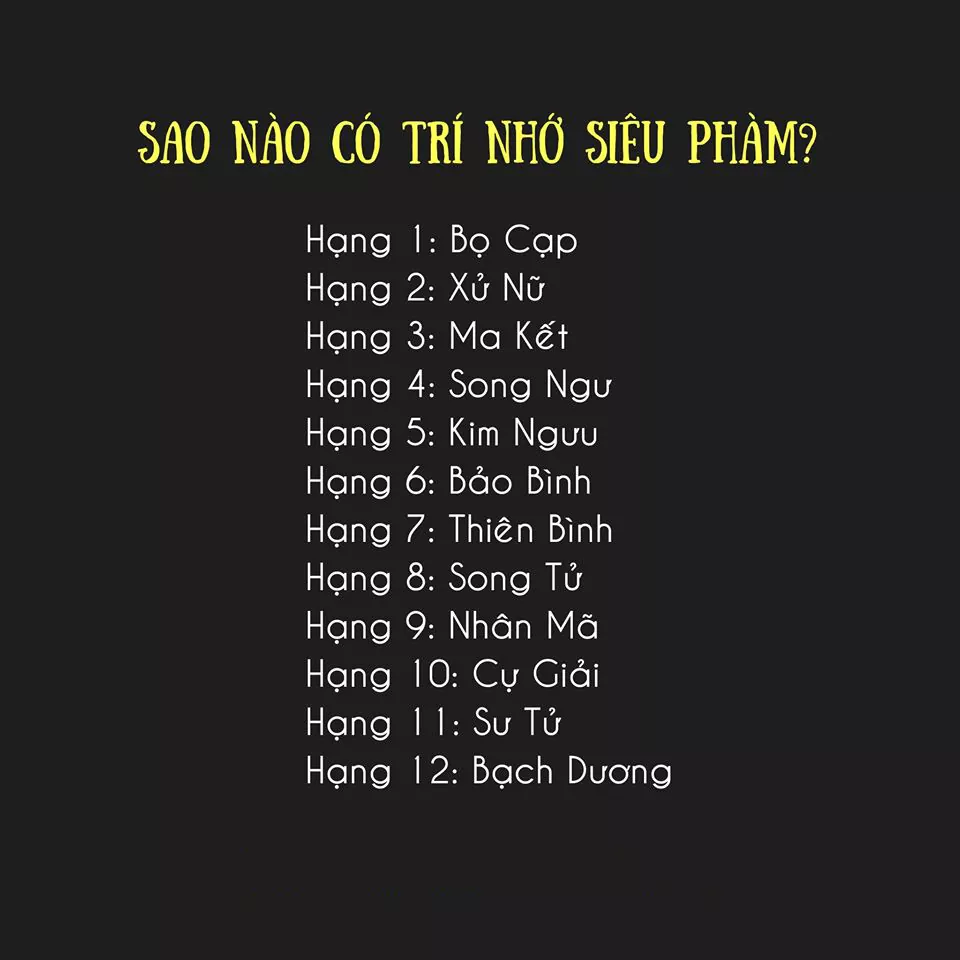 SAO NÀO CÓ TRÍ NHỚ SIÊU PHÀM?
Hạng 1: Bọ Cạp
Hạng 2: Xử Nữ
Hạng 3: Ma Kết
Hạng 4: Song Ngư
Hạng 5: Kim Ngưu
Hạng 6: Bảo Bình
Hạng 7: Thiên Bình
Hạng 8: Song Tử
Hạng 9: Nhân Mã
Hạng 10: Cự Giải
Hạng 11: Sư Tử
Hạng 12: Bạch Dương